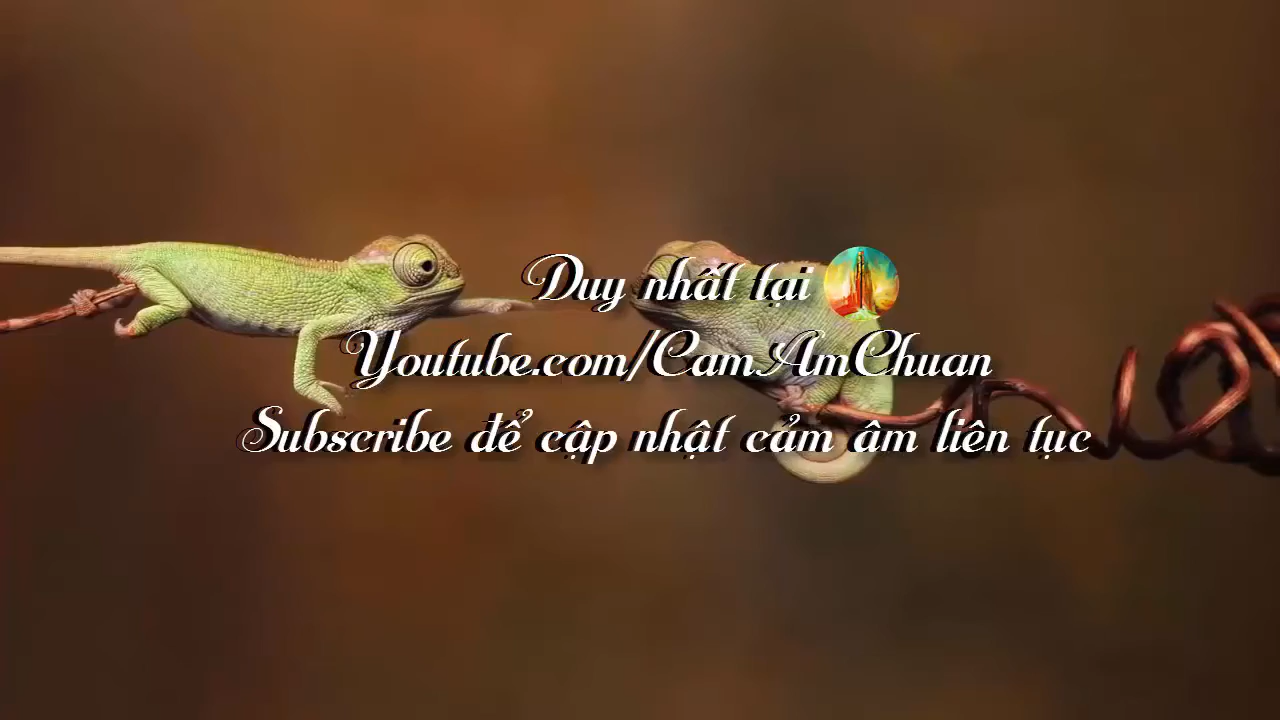 Duy nhất tại
Youtube.com/CamAmChuan
Subscribe để cập nhật cảm âm liên tục